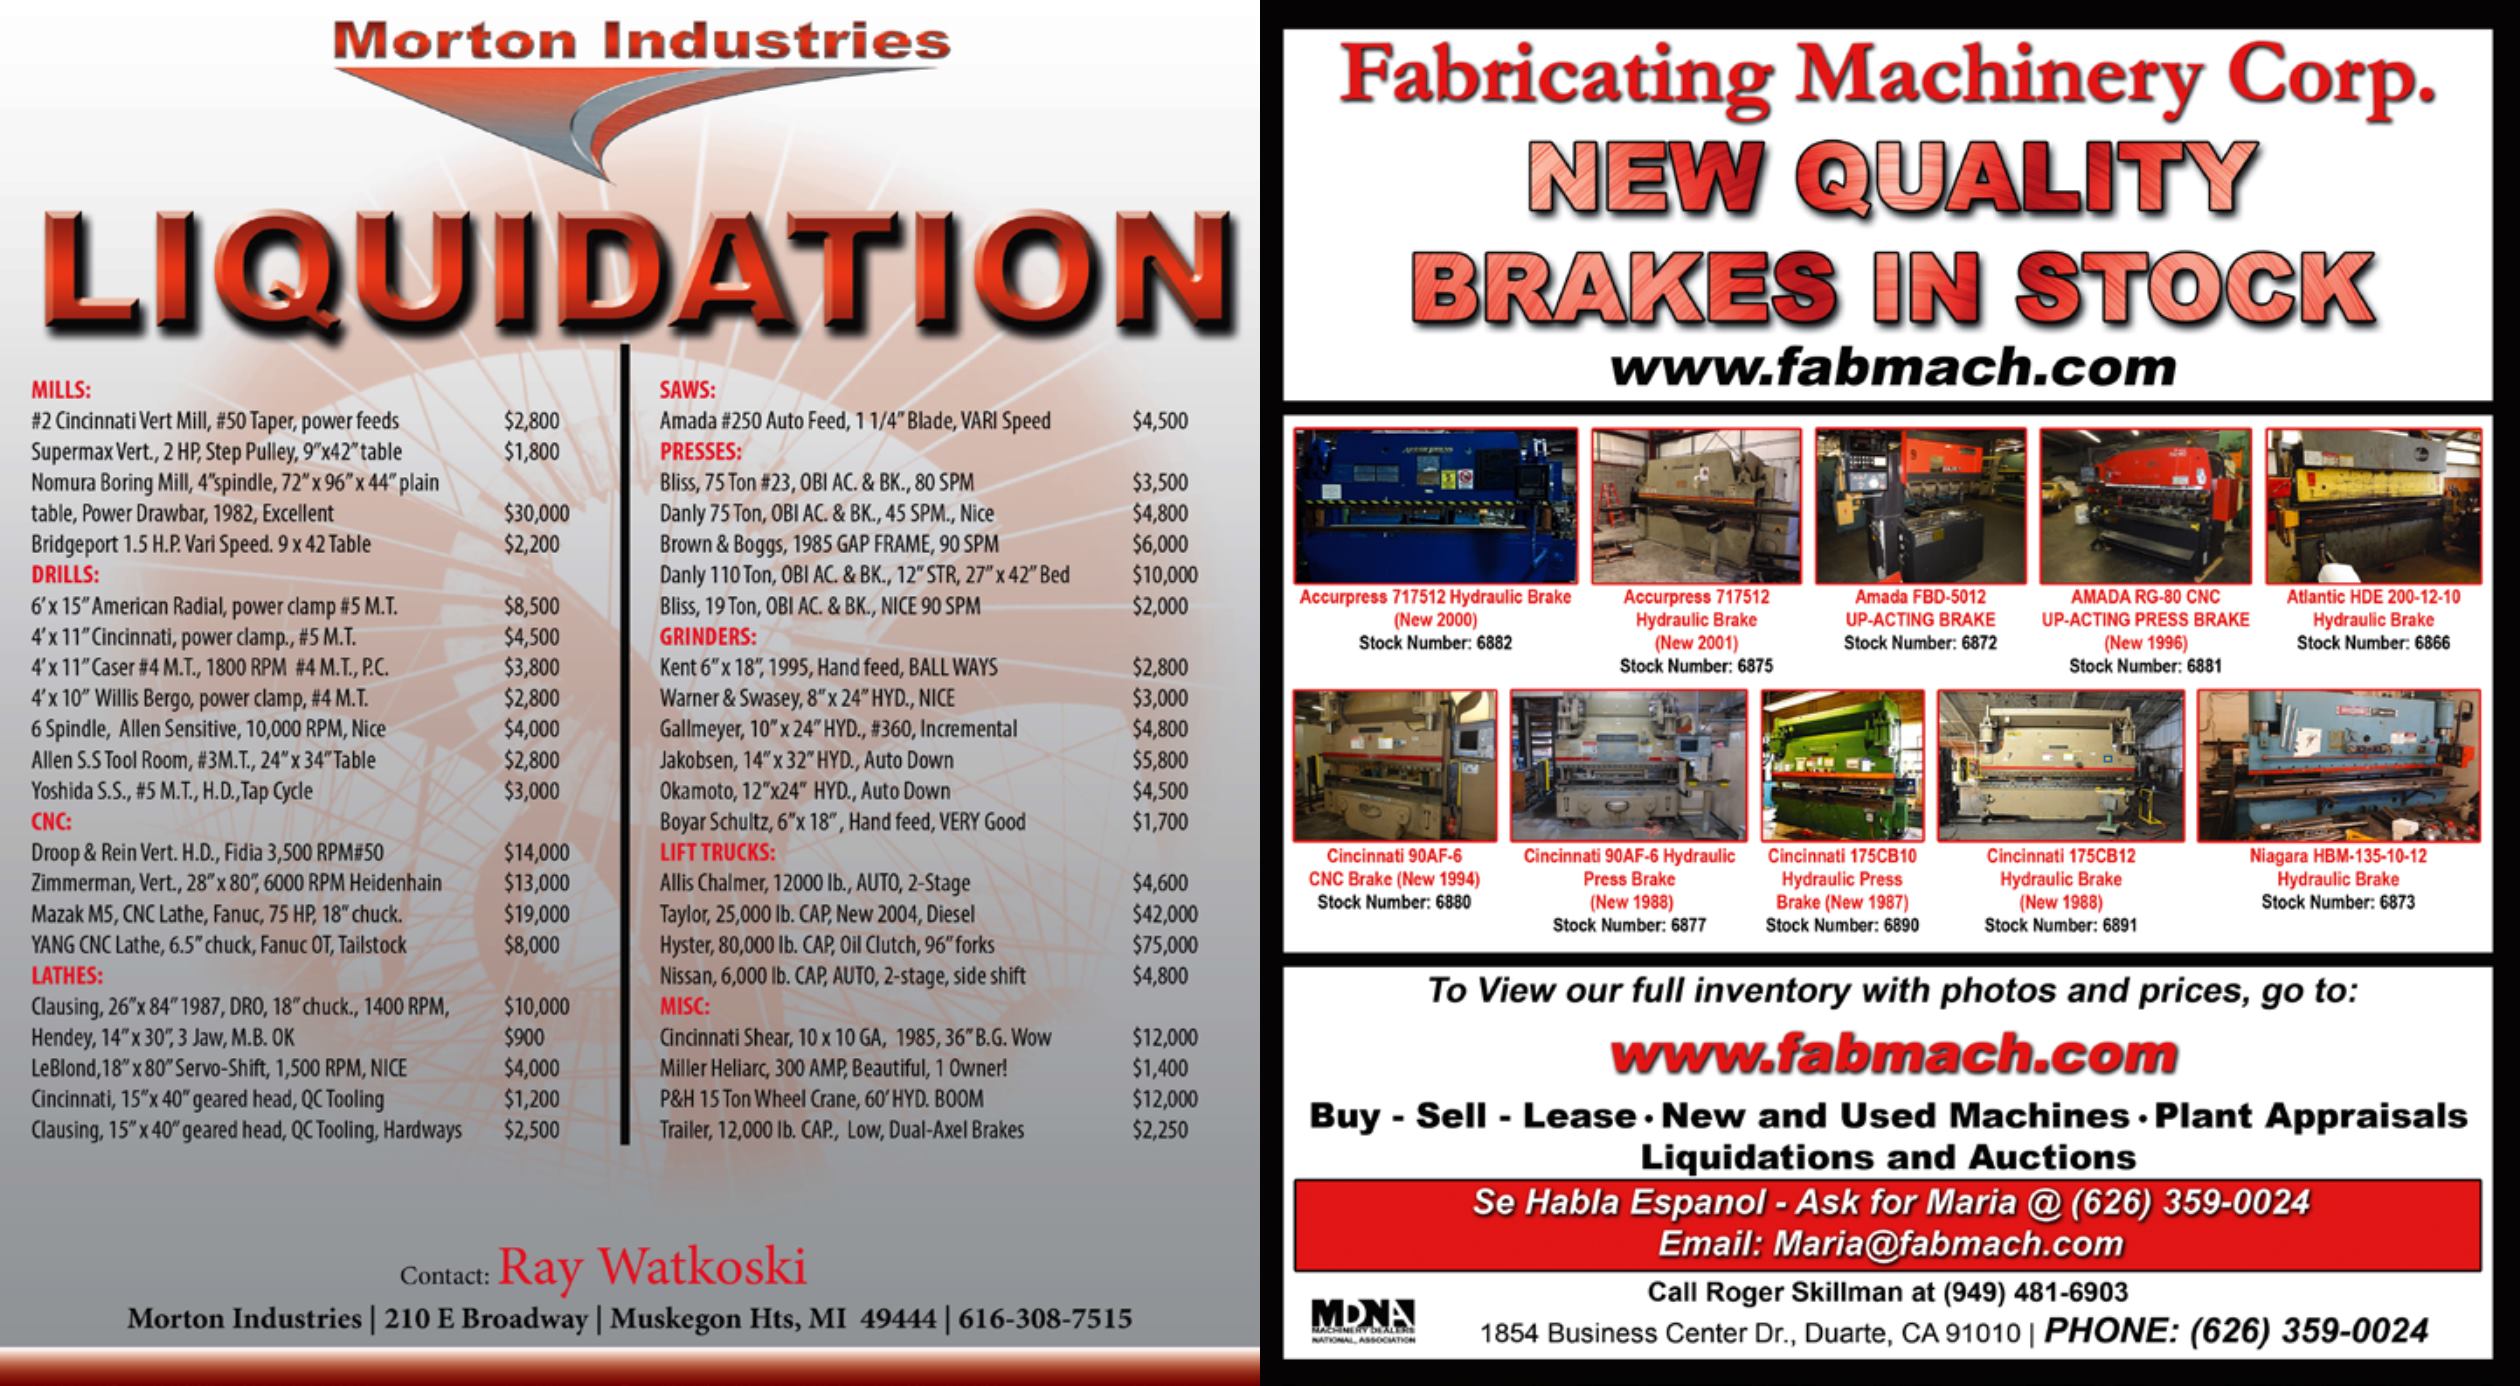 Morton Industries
LIQUIDATION
MILLS:
#2 Cincinnati Vert Mill, #50 Taper, power feeds $2,800
Supermax Vert., 2 HP, Step Pulley, 9"x42" table $1,800
Nomura Boring Mill, 4"spindle, 72" x 96" x 44" plain
table, Power Drawbar, 1982, Excellent $30,000
Bridgeport 1.5 H.P. Vari Speed. 9 x 42 Table $2,200
DRILLS:
6' x 15" American Radial, power clamp #5 M.T. $8,500
4' x 11" Cincinnati, power clamp., #5 M.T. $4,500
4' x 11" Caser #4 M.T., 1800 RPM #4 M.T., P.C. $3,800
4' x 10" Willis Bergo, power clamp, #4 M.T. $2,800
6 Spindle, Allen Sensitive, 10,000 RPM, Nice $4,000
Allen S.S Tool Room, #3M.T., 24" x 34" Table $2,800
Yoshida S.S., #5 M.T., H.D.,Tap Cycle $3,000
CNC:
Droop & Rein Vert. H.D., Fidia 3,500 RPM#50 $14,000
Zimmerman, Vert., 28" x 80", 6000 RPM Heidenhain $13,000
Mazak M5, CNC Lathe, Fanuc, 75 HP, 18" chuck. $19,000
YANG CNC Lathe, 6.5" chuck, Fanuc OT, Tailstock $8,000
LATHES:
Clausing, 26"x 84" 1987, DRO, 18" chuck., 1400 RPM, $10,000
Hendey, 14" x 30", 3 Jaw, M.B. OK $900
LeBlond,18" x 80" Servo-Shift, 1,500 RPM, NICE $4,000
Cincinnati, 15"x 40" geared head, QC Tooling $1,200
Clausing, 15" x 40" geared head, QC Tooling, Hardways $2,500
SAWS:
Amada #250 Auto Feed, 1 1/4" Blade, VARI Speed $4,500
PRESSES:
Bliss, 75 Ton #23, OBI AC. & BK., 80 SPM $3,500
Danly 75 Ton, OBI AC. & BK., 45 SPM., Nice $4,800
Brown & Boggs, 1985 GAP FRAME, 90 SPM $6,000
Danly 110 Ton, OBI AC. & BK., 12" STR, 27" x 42" Bed $10,000
Bliss, 19 Ton, OBI AC. & BK., NICE 90 SPM $2,000
GRINDERS:
Kent 6" x 18", 1995, Hand feed, BALL WAYS $2,800
Warner & Swasey, 8" x 24" HYD., NICE $3,000
Gallmeyer, 10" x 24" HYD., #360, Incremental $4,800
Jakobsen, 14" x 32" HYD., Auto Down $5,800
Okamoto, 12"x24" HYD., Auto Down $4,500
Boyar Schultz, 6"x 18" , Hand feed, VERY Good $1,700
LIFT TRUCKS:
Allis Chalmer, 12000 lb., AUTO, 2-Stage $4,600
Taylor, 25,000 lb. CAP, New 2004, Diesel $42,000
Hyster, 80,000 lb. CAP, Oil Clutch, 96" forks $75,000
Nissan, 6,000 lb. CAP, AUTO, 2-stage, side shift $4,800
MISC:
Cincinnati Shear, 10 x 10 GA, 1985, 36" B.G. Wow $12,000
Miller Heliarc, 300 AMP, Beautiful, 1 Owner! $1,400
P&H 15 Ton Wheel Crane, 60' HYD. BOOM $12,000
Trailer, 12,000 lb. CAP., Low, Dual-Axel Brakes $2,250
Contact: Ray Watkoski
Morton Industries | 210 E Broadway | Muskegon Hts, MI 49444 | 616-308-7515
Fabricating Machinery Corp.
NEW QUALITY
BRAKES IN STOCK
www.fabmach.com
Accurpress 717512 Hydraulic Brake
(New 2000)
Stock Number: 6882
Accurpress 717512
Hydraulic Brake
(New 2001)
Stock Number: 6875
Amada FBD-5012
UP-ACTING BRAKE
Stock Number: 6872
AMADA RG-80 CNC
UP-ACTING PRESS BRAKE
(New 1996)
Stock Number: 6881
Atlantic HDE 200-12-10
Hydraulic Brake
Stock Number: 6866
Cincinnati 90AF-6
CNC Brake (New 1994)
Stock Number: 6880
Cincinnati 90AF-6 Hydraulic
Press Brake
(New 1988)
Stock Number: 6877
Cincinnati 175CB10
Hydraulic Press
Brake (New 1987)
Stock Number: 6890
Cincinnati 175CB12
Hydraulic Brake
(New 1988)
Stock Number: 6891
Niagara HBM-135-10-12
Hydraulic Brake
Stock Number: 6873
To View our full inventory with photos and prices, go to:
www.fabmach.com
Buy - Sell - Lease • New and Used Machines • Plant Appraisals
Liquidations and Auctions
Se Habla Espanol - Ask for Maria @ (626) 359-0024
Email: Maria@fabmach.com
Call Roger Skillman at (949) 481-6903
1854 Business Center Dr., Duarte, CA 91010 | PHONE: (626) 359-0024
MDNA
MACHINERY DEALERS
NATIONAL ASSOCIATION